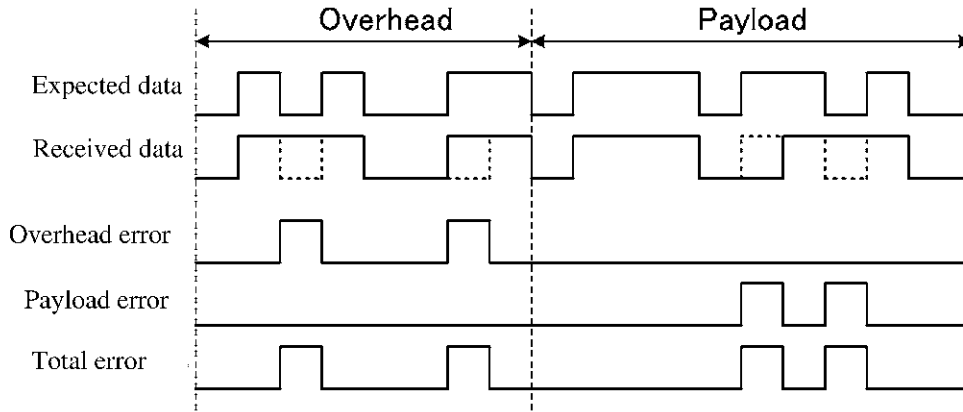 Overhead
Payload
Expected data
Received data
Overhead error
Payload error
Total error